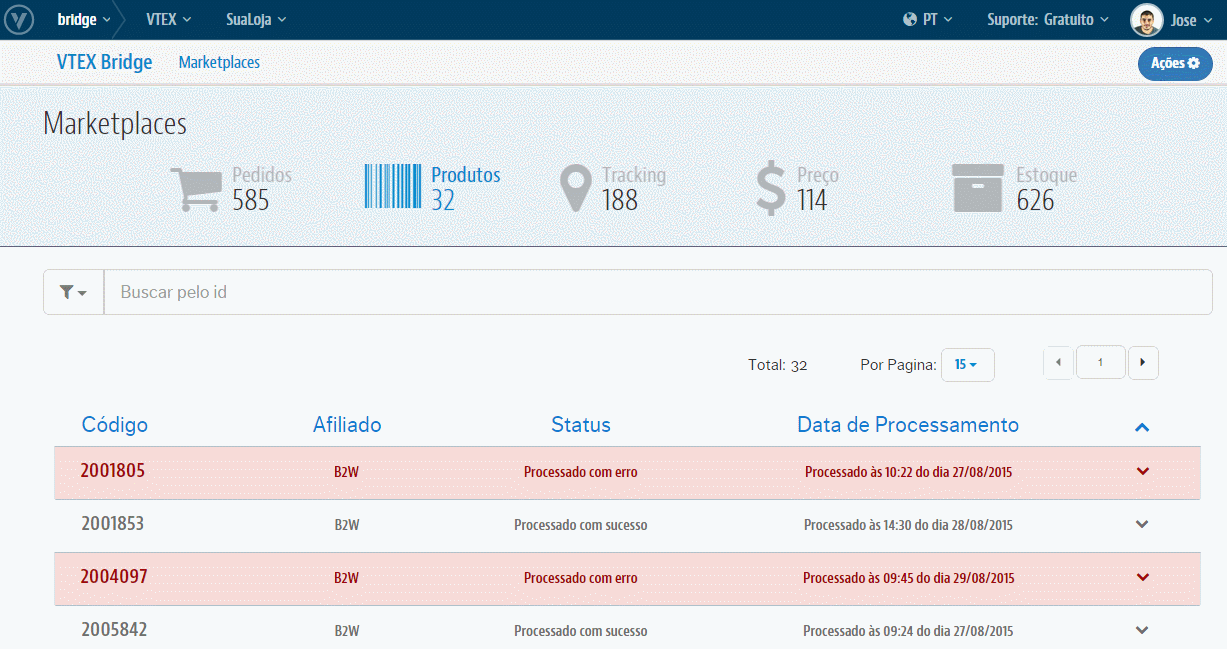 bridge VTEX SuaLoja PT Suporte: Gratuito Jose
VTEX Bridge Marketplaces Ações
Marketplaces
Pedidos Produtos Tracking Preço Estoque
585 32 188 114 626
Buscar pelo id
Total: 32 Por Pagina: 15 1
Código Afiliado Status Data de Processamento
2001805 B2W Processado com erro Processado às 10:22 do dia 27/08/2015
2001853 B2W Processado com sucesso Processado às 14:30 do dia 28/08/2015
2004097 B2W Processado com erro Processado às 09:45 do dia 29/08/2015
2005842 B2W Processado com sucesso Processado às 09:24 do dia 27/08/2015